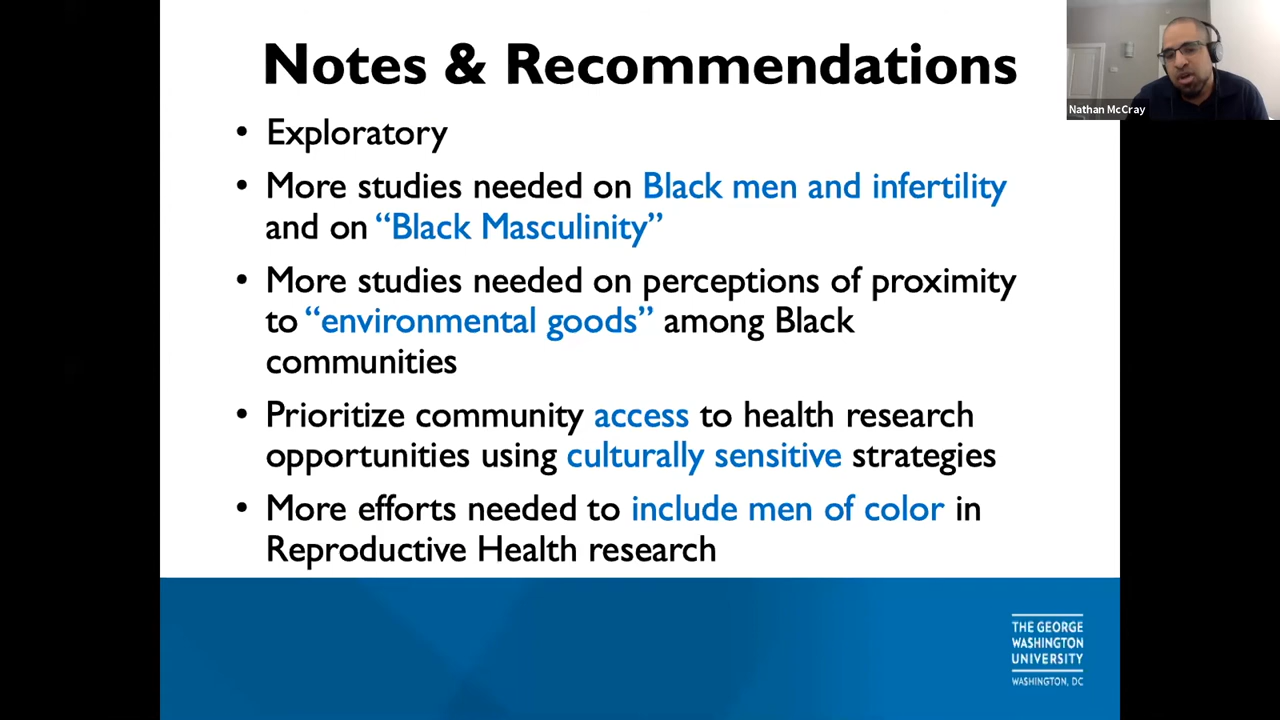 Notes & Recommendations
Nathan McCray
• Exploratory
• More studies needed on Black men and infertility
and on “Black Masculinity”
• More studies needed on perceptions of proximity
to “environmental goods” among Black
communities
• Prioritize community access to health research
opportunities using culturally sensitive strategies
• More efforts needed to include men of color in
Reproductive Health research
THE GEORGE
WASHINGTON
UNIVERSITY
WASHINGTON, DC